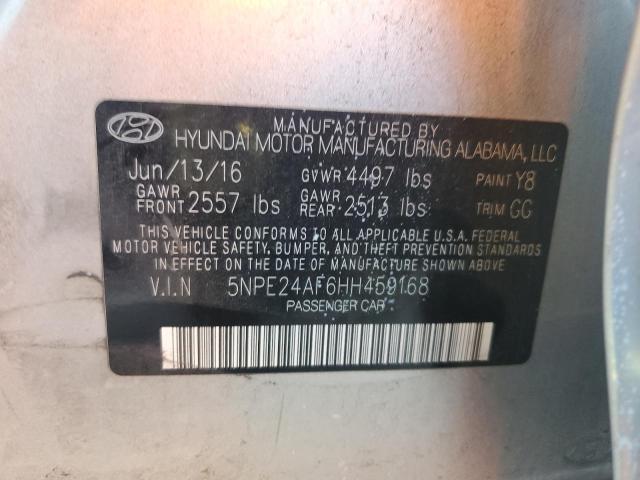 MANUFACTURED BY
HYUNDAI MOTOR MANUFACTURING ALABAMA, LLC
Jun/13/16 GVWR 4497 lbs PAINT Y8
GAWR FRONT 2557 lbs GAWR REAR 2513 lbs TRIM GG
THIS VEHICLE CONFORMS TO ALL APPLICABLE U.S.A. FEDERAL
MOTOR VEHICLE SAFETY, BUMPER, AND THEFT PREVENTION
STANDARDS IN EFFECT ON THE DATE OF MANUFACTURE SHOWN ABOVE.
V.I.N 5NPE24AF6HH459168
PASSENGER CAR